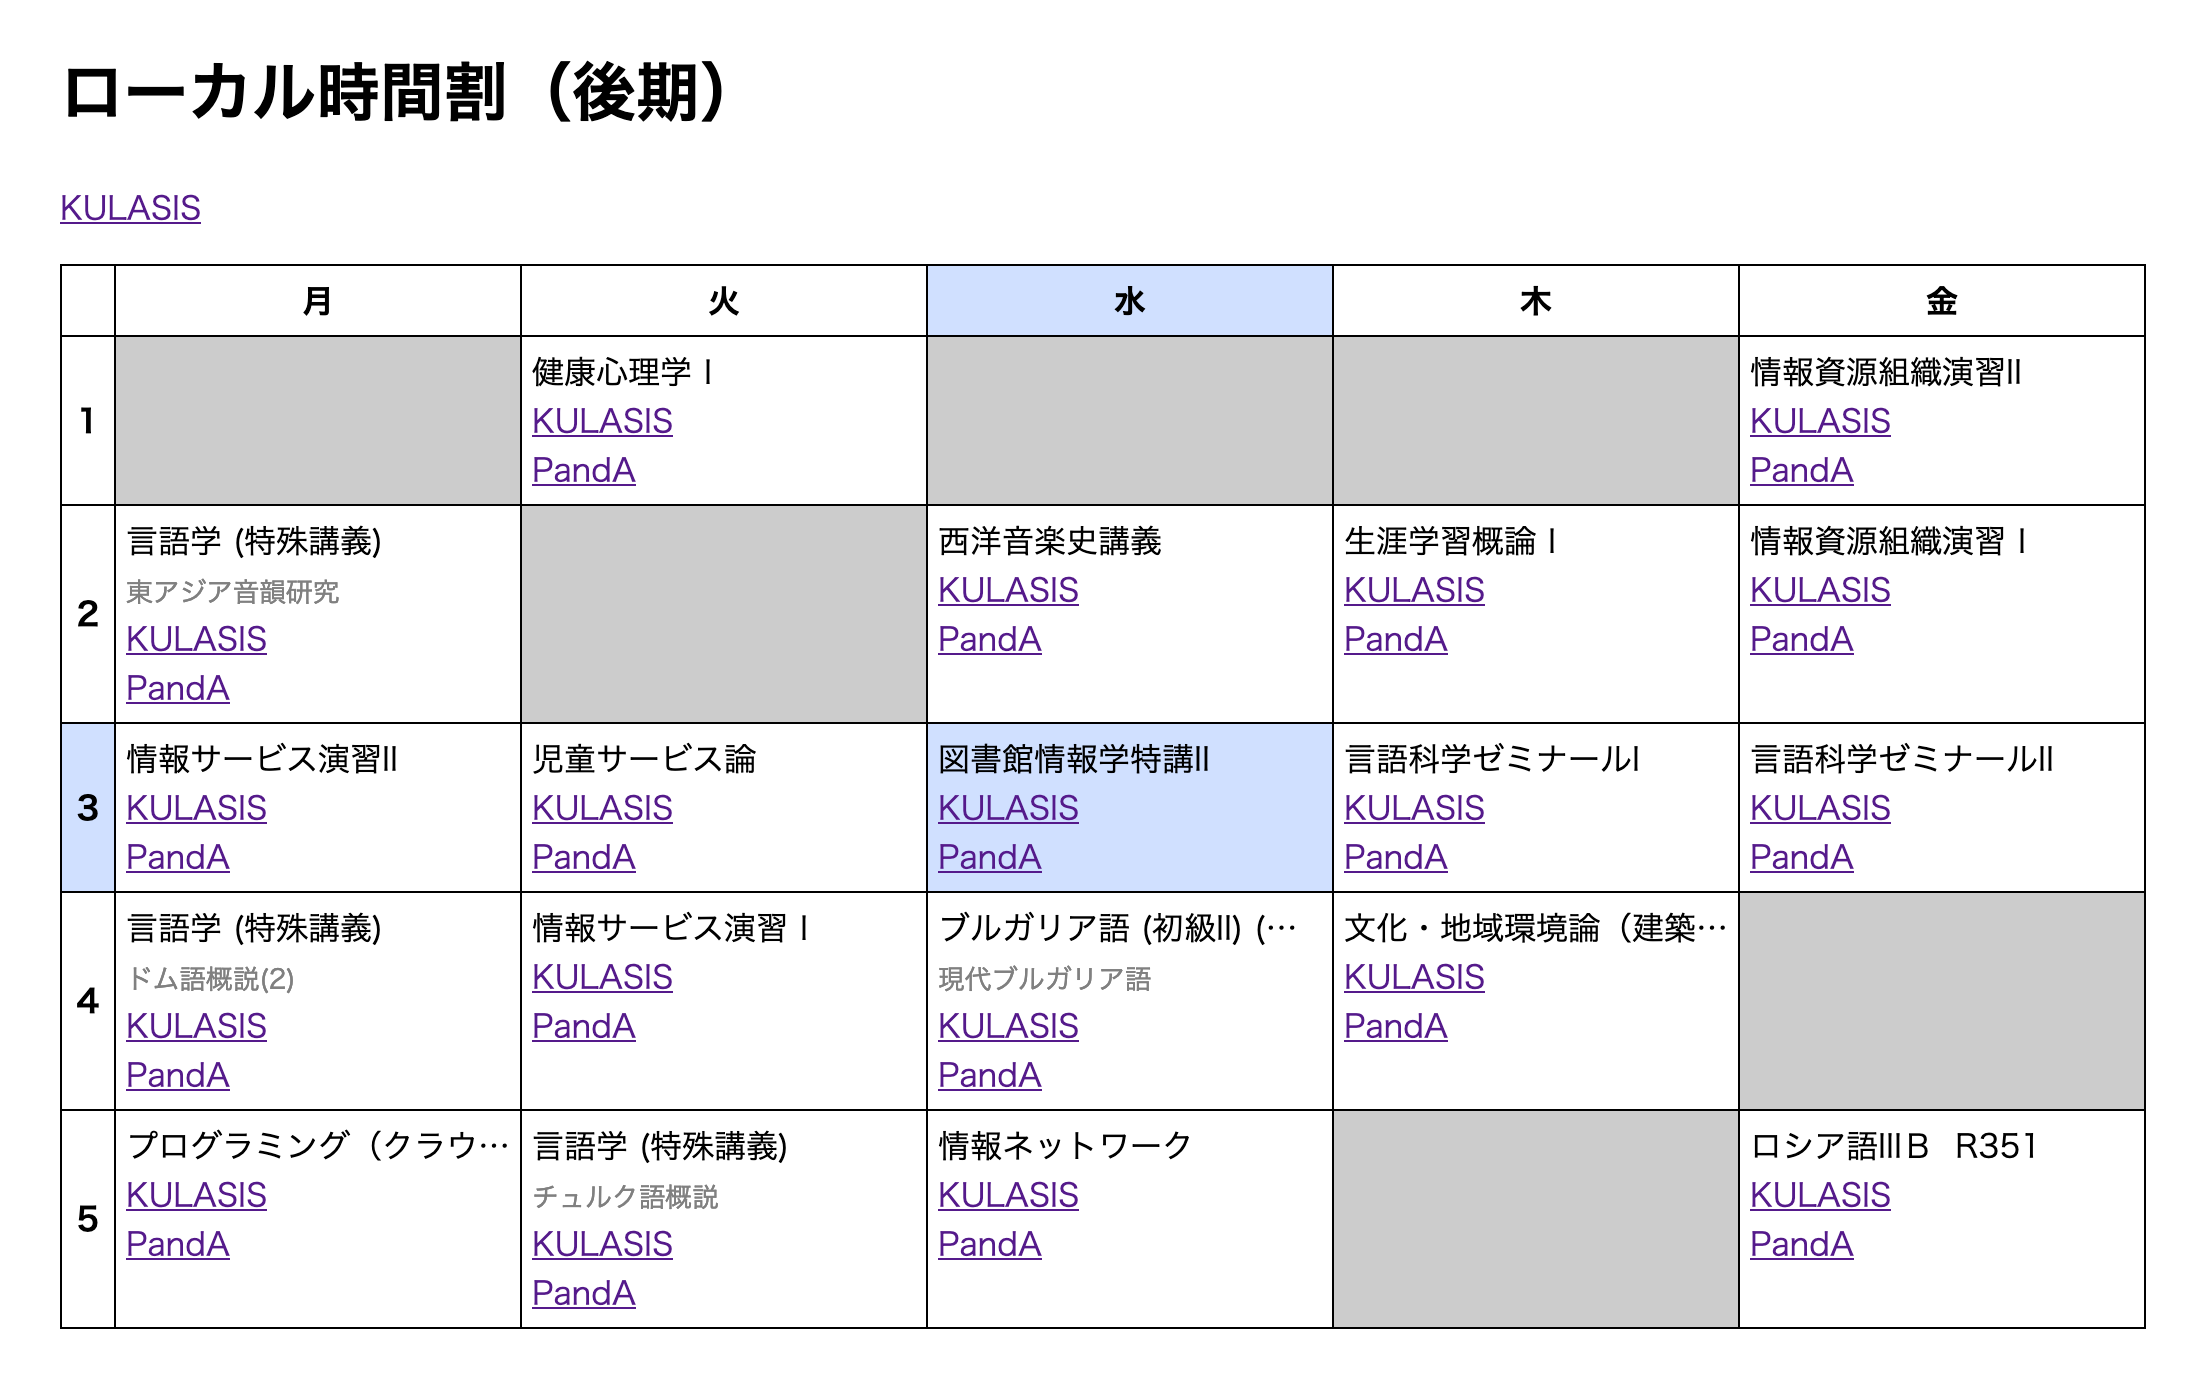 ローカル時間割（後期）
KULASIS
月
火
水
木
金
1
健康心理学Ⅰ
KULASIS
PandA
情報資源組織演習II
KULASIS
PandA
2
言語学 (特殊講義)
東アジア音韻研究
KULASIS
PandA
西洋音楽史講義
KULASIS
PandA
生涯学習概論Ⅰ
KULASIS
PandA
情報資源組織演習Ⅰ
KULASIS
PandA
3
情報サービス演習II
KULASIS
PandA
児童サービス論
KULASIS
PandA
図書館情報学特講II
KULASIS
PandA
言語科学ゼミナールI
KULASIS
PandA
言語科学ゼミナールII
KULASIS
PandA
4
言語学 (特殊講義)
ドム語概説(2)
KULASIS
PandA
情報サービス演習Ⅰ
KULASIS
PandA
ブルガリア語 (初級II) (…
現代ブルガリア語
KULASIS
PandA
文化・地域環境論（建築…
KULASIS
PandA
5
プログラミング（クラウ…
KULASIS
PandA
言語学 (特殊講義)
チュルク語概説
KULASIS
PandA
情報ネットワーク
KULASIS
PandA
ロシア語IIIＢ　R351
KULASIS
PandA